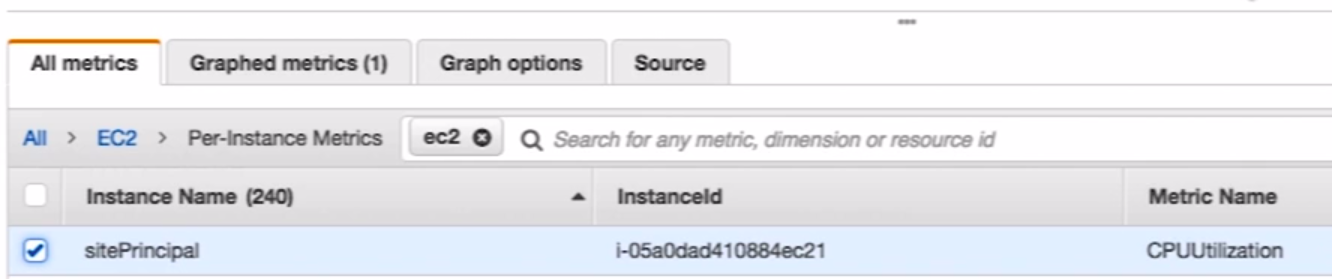 All metrics Graphed metrics (1) Graph options Source
All > EC2 > Per-Instance Metrics ec2 Search for any metric, dimension or resource id
Instance Name (240) InstanceId Metric Name
sitePrincipal i-05a0dad410884ec21 CPUUtilization